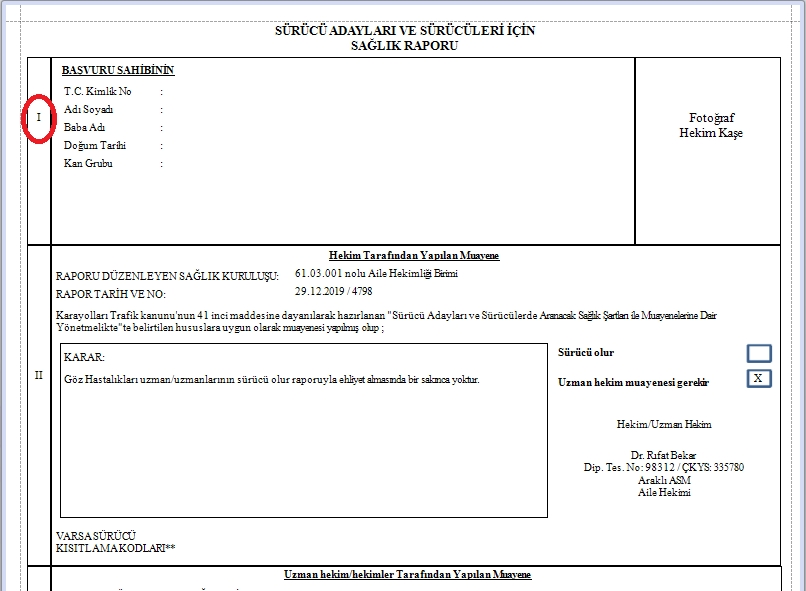 SÜRÜCÜ ADAYLARI VE SÜRÜCÜLERİ İÇİN
SAĞLIK RAPORU
I
BASVURU SAHİBİNİN
T.C. Kimlik No :
Adı Soyadı :
Baba Adı :
Doğum Tarihi :
Kan Grubu :
Fotoğraf
Hekim Kaşe
II
Hekim Tarafından Yapılan Muayene
RAPORU DÜZENLEYEN SAĞLIK KURULUŞU: 61.03.001 nolu Aile Hekimliği Birimi
RAPOR TARİH VE NO: 29.12.2019 / 4798
Karayolları Trafik kanunu'nun 41 inci maddesine dayanılarak hazırlanan "Sürücü Adayları ve Sürücülerde Aranacak Sağlık Şartları ile Muayenelerine Dair
Yönetmelikte"te belirtilen hususlara uygun olarak muayenesi yapılmış olup ;
KARAR:
Göz Hastalıkları uzman/uzmanlarının sürücü olur raporuyla ehliyet almasında bir sakınca yoktur.
Sürücü olur
Uzman hekim muayenesi gerekir X
Hekim/Uzman Hekim
Dr. Rıfat Bekar
Dip. Tes. No: 98312 / ÇKYS: 335780
Araklı ASM
Aile Hekimi
VARSA SÜRÜCÜ
KISITLAMA KODLARI**
Uzman hekim/hekimler Tarafından Yapılan Muayene